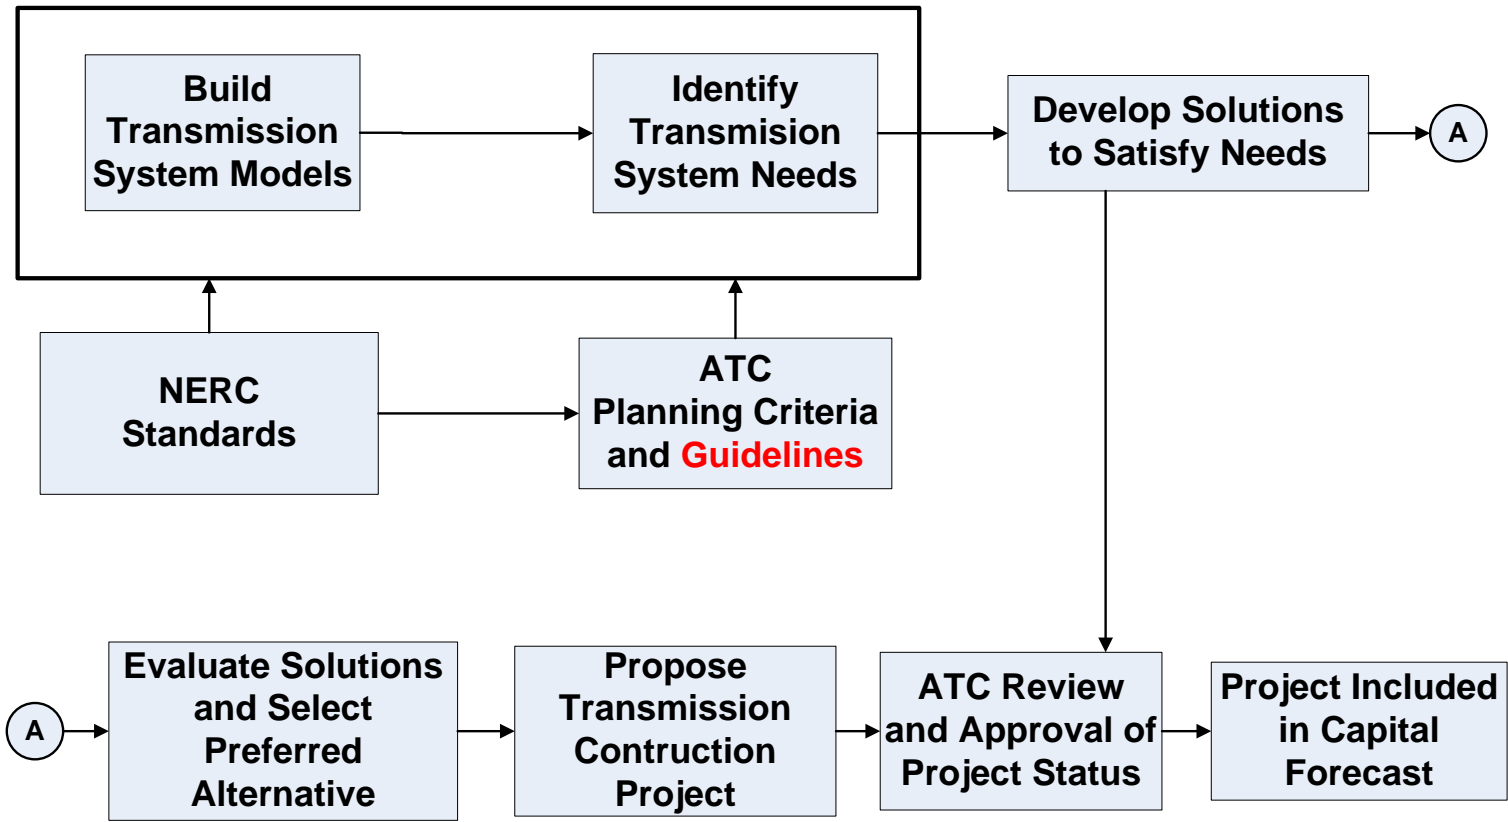 Build
Transmission
System Models
Identify
Transmision
System Needs
Develop Solutions
to Satisfy Needs
A
NERC
Standards
ATC
Planning Criteria
and Guidelines
A
Evaluate Solutions
and Select
Preferred
Alternative
Propose
Transmission
Contruction
Project
ATC Review
and Approval of
Project Status
Project Included
in Capital
Forecast